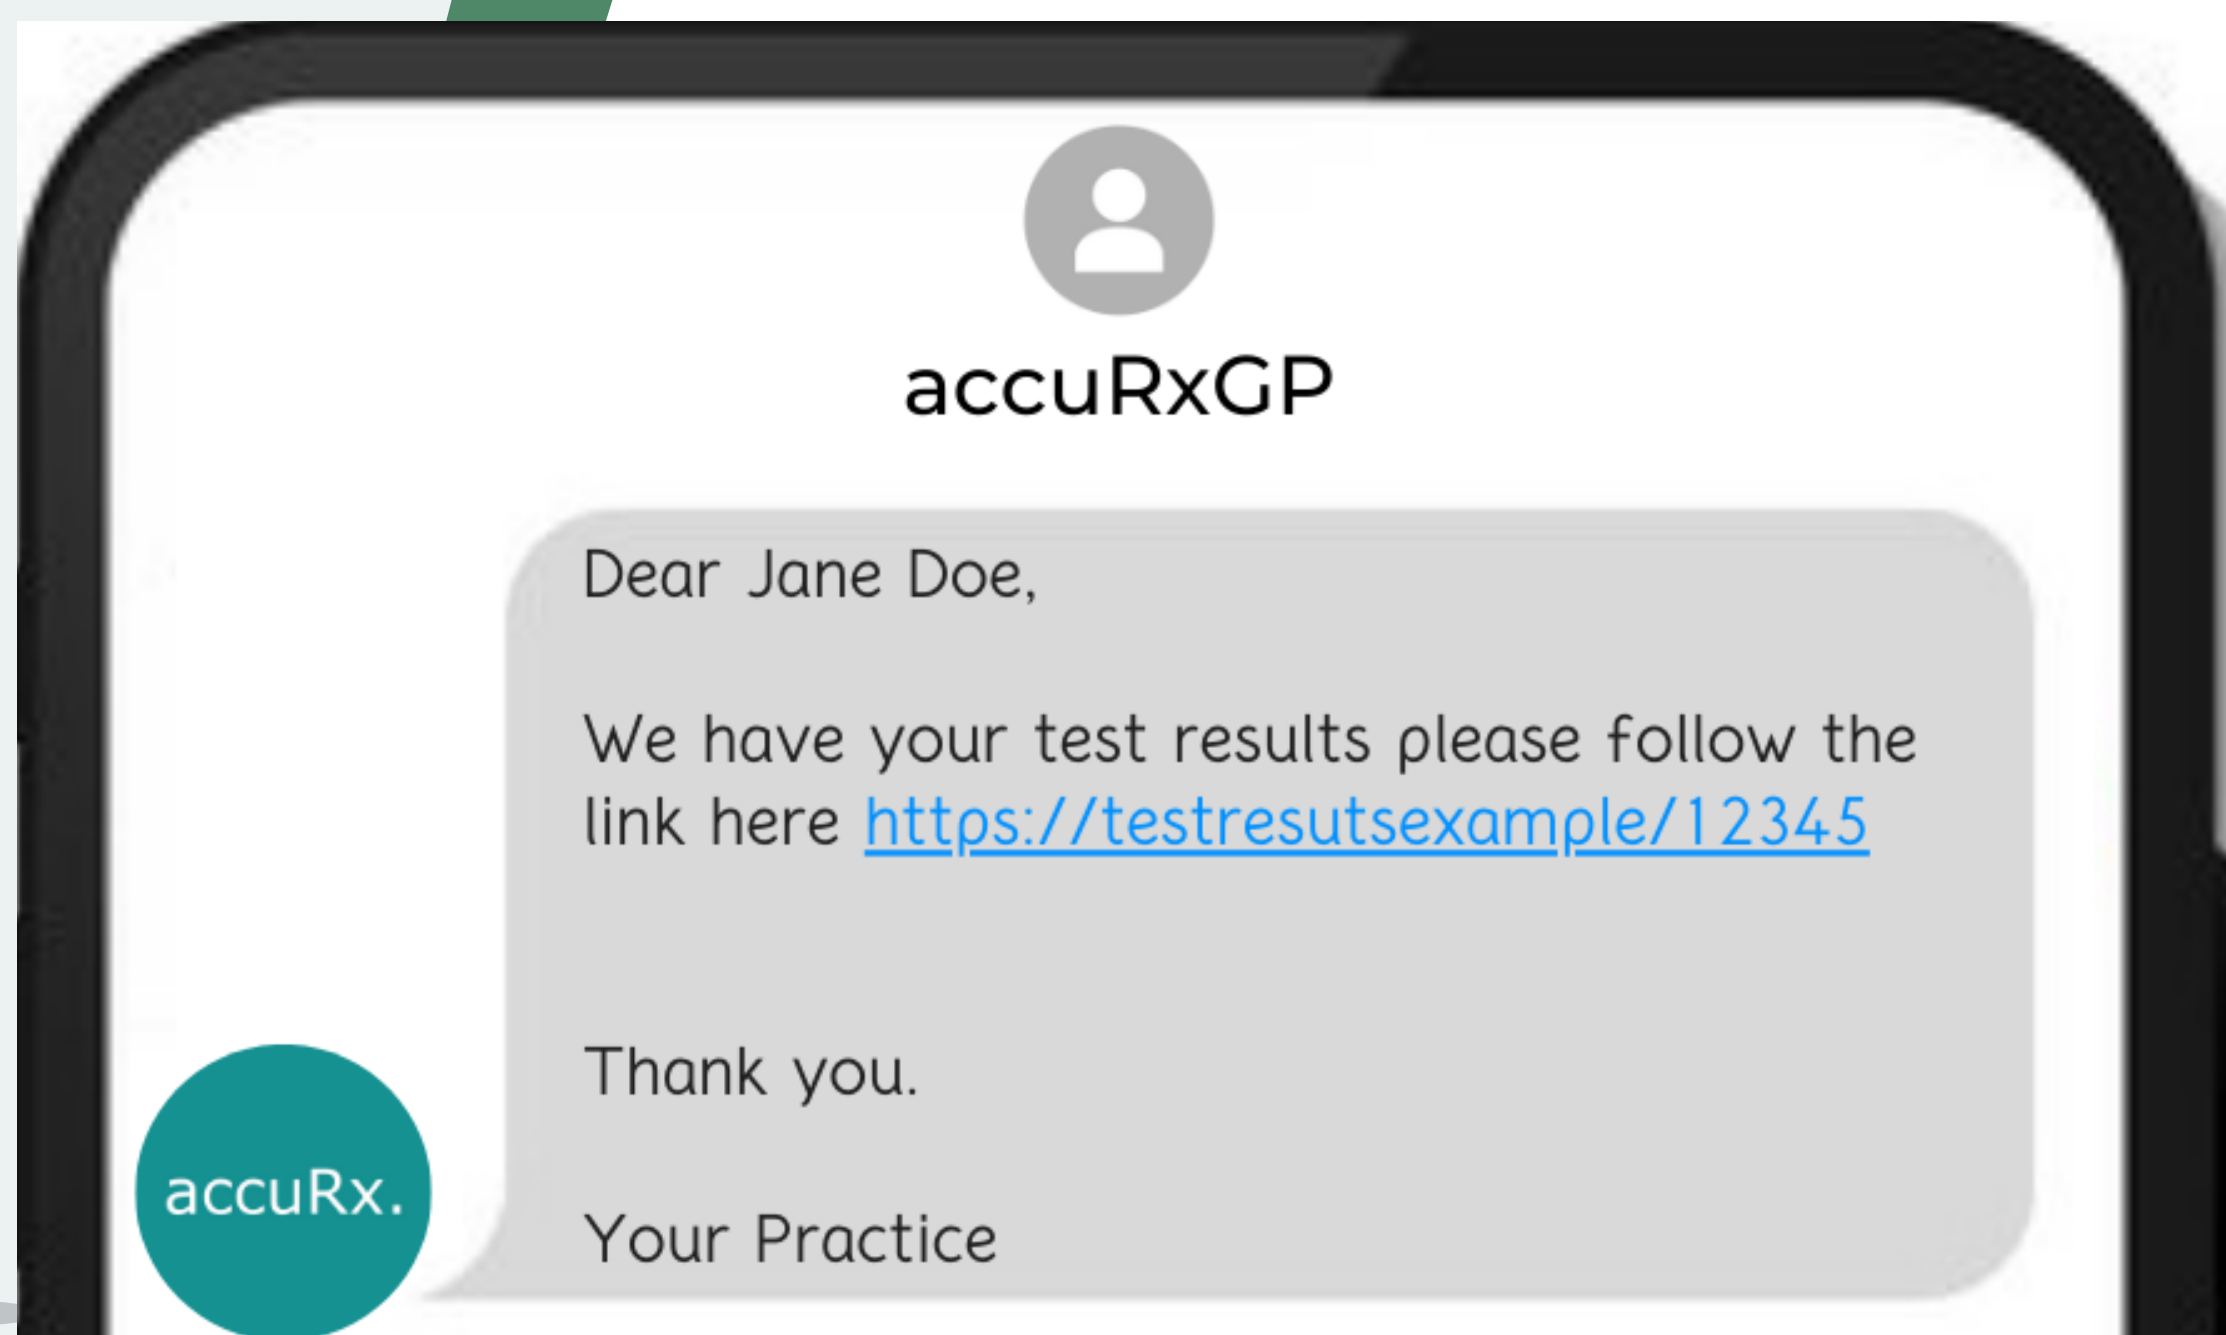 accuRxGP
Dear Jane Doe,
We have your test results please follow the
link here https://testresutsexample/12345
Thank you.
Your Practice
accuRx.